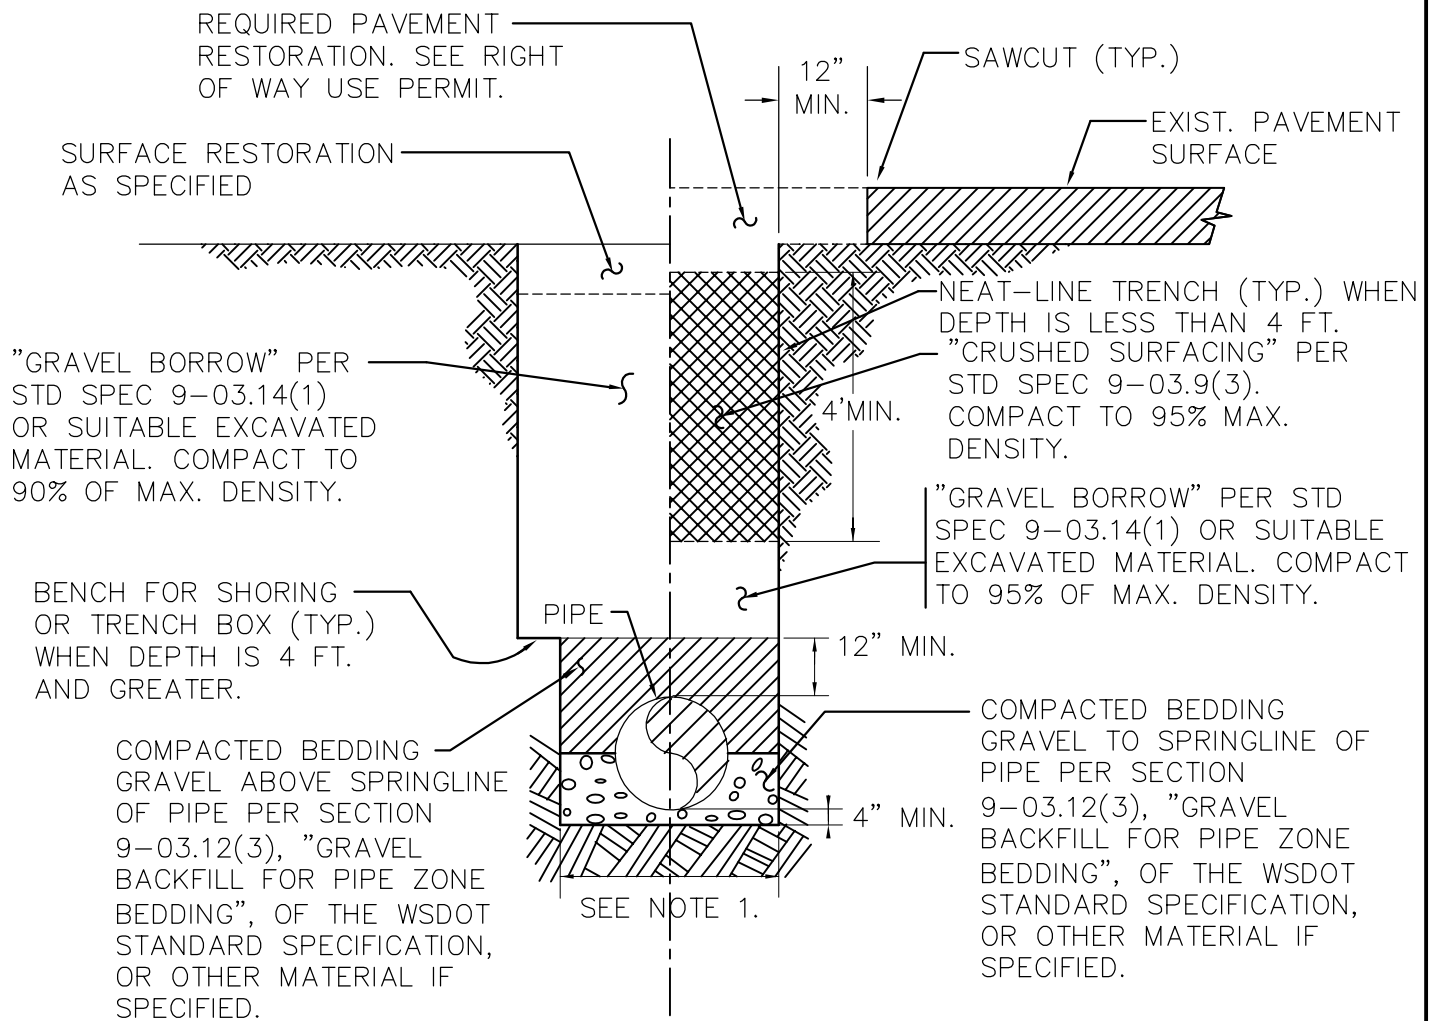 REQUIRED PAVEMENT
RESTORATION. SEE RIGHT
OF WAY USE PERMIT.
12"
MIN.
SAWCUT (TYP.)
EXIST. PAVEMENT
SURFACE
SURFACE RESTORATION
AS SPECIFIED
NEAT-LINE TRENCH (TYP.) WHEN
DEPTH IS LESS THAN 4 FT.
"CRUSHED SURFACING" PER
STD SPEC 9-03.9(3).
COMPACT TO 95% MAX.
DENSITY.
4'MIN.
"GRAVEL BORROW" PER
STD SPEC 9-03.14(1)
OR SUITABLE EXCAVATED
MATERIAL. COMPACT TO
90% OF MAX. DENSITY.
"GRAVEL BORROW" PER STD
SPEC 9-03.14(1) OR SUITABLE
EXCAVATED MATERIAL. COMPACT
TO 95% OF MAX. DENSITY.
BENCH FOR SHORING
OR TRENCH BOX (TYP.)
WHEN DEPTH IS 4 FT.
AND GREATER.
PIPE
12" MIN.
COMPACTED BEDDING
GRAVEL ABOVE SPRINGLINE
OF PIPE PER SECTION
9-03.12(3), "GRAVEL
BACKFILL FOR PIPE ZONE
BEDDING", OF THE WSDOT
STANDARD SPECIFICATION,
OR OTHER MATERIAL IF
SPECIFIED.
4" MIN.
SEE NOTE 1.
COMPACTED BEDDING
GRAVEL TO SPRINGLINE OF
PIPE PER SECTION
9-03.12(3), "GRAVEL
BACKFILL FOR PIPE ZONE
BEDDING", OF THE WSDOT
STANDARD SPECIFICATION,
OR OTHER MATERIAL IF
SPECIFIED.